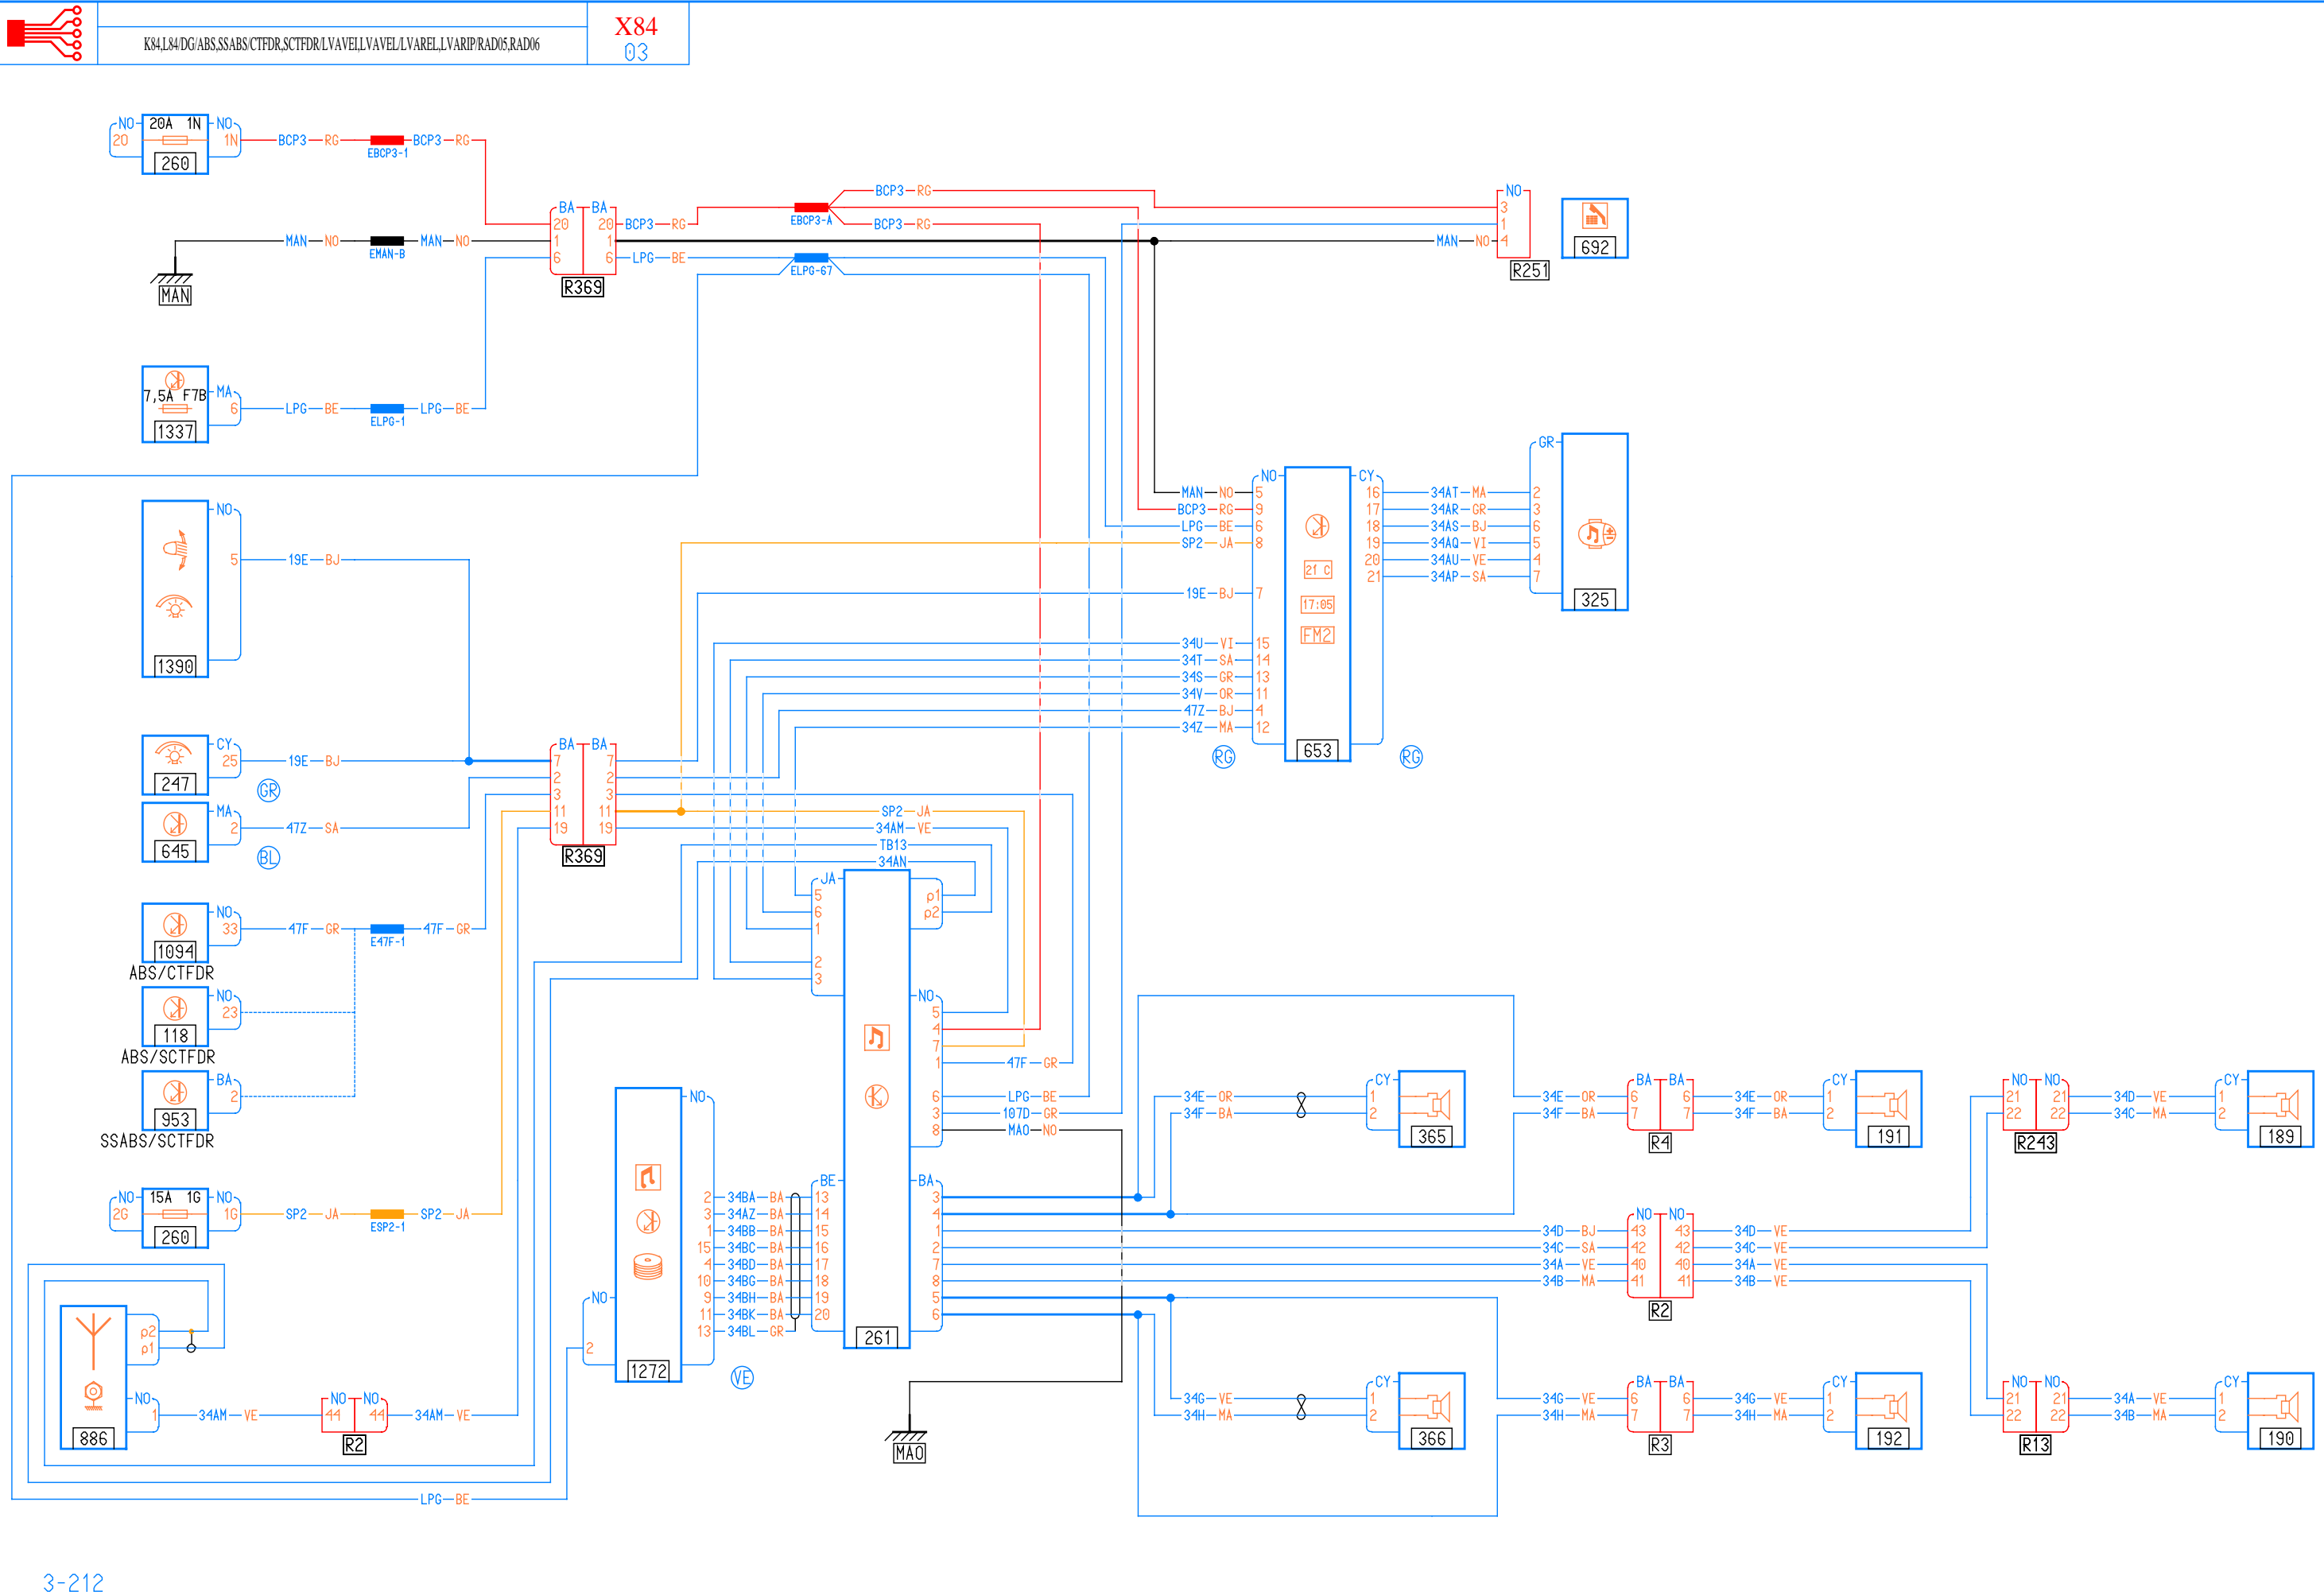 K84,L84/DG/ABS,SSABS/CTFDR,SCTFDR/LVAVEI,LVAVEL/LVAREL,LVARIP/RAD05,RAD06
X84
03
NO 20A 1N NO
20 1N BCP3 RG EBCP3-1 BCP3 RG
260
BCP3 RG
BA BA
20 20 BCP3 RG EBCP3-A BCP3 RG
MAN NO EMAN-B MAN NO 1 1
6 6 LPG BE ELPG-67
R369
MAN
NO
3
1
MAN NO 4
R251
692
7,5A F7B MA
6 LPG BE ELPG-1 LPG BE
1337
NO
5 19E BJ
1390
NO CY GR
MAN NO 5 16 34AT MA 2
BCP3 RG 9 17 34AR GR 3
LPG BE 6 18 34AS BJ 6
SP2 JA 8 19 34AQ VI 5
20 34AU VE 4
21 34AP SA 7
21 C
19E BJ 7
17:05
FM2
325
34U VI 15
34T SA 14
34S GR 13
34V OR 11
47Z BJ 4
34Z MA 12
RG 653 RG
CY
25 19E BJ
247 GR
MA
2 47Z SA
645 BL
BA BA
7 7
2 2
3 3
11 11 SP2 JA
19 19 34AM VE
R369
TB13
34AN
NO
33 47F GR E47F-1 47F GR
1094
ABS/CTFDR
NO
23
118
ABS/SCTFDR
BA
2
953
SSABS/SCTFDR
JA
5 p1
6 p2
1
2
3
NO
5
4
7
1 47F GR
6 LPG BE
3 107D GR
8 MAO NO
NO 15A 1G NO
2G 1G SP2 JA ESP2-1 SP2 JA
260
NO
BE BA
2 34BA BA 13 3
3 34AZ BA 14 4
1 34BB BA 15 1
15 34BC BA 16 2
4 34BD BA 17 7
10 34BG BA 18 8
9 34BH BA 19 5
11 34BK BA 20 6
13 34BL GR
NO
2
1272 VE
261
MAO
34E OR 1
34F BA 2
CY
365
34E OR 6 6 34E OR 1
34F BA 7 7 34F BA 2
BA BA CY
R4 191
NO NO CY
21 21 34D VE 1
22 22 34C MA 2
R243 189
NO NO
34D BJ 43 43 34D VE
34C SA 42 42 34C VE
34A VE 40 40 34A VE
34B MA 41 41 34B VE
R2
CY
34G VE 1
34H MA 2
366
BA BA CY
34G VE 6 6 34G VE 1
34H MA 7 7 34H MA 2
R3 192
NO NO CY
21 21 34A VE 1
22 22 34B MA 2
R13 190
p2
p1
NO NO NO
1 34AM VE 44 44 34AM VE
886 R2
LPG BE
3-212